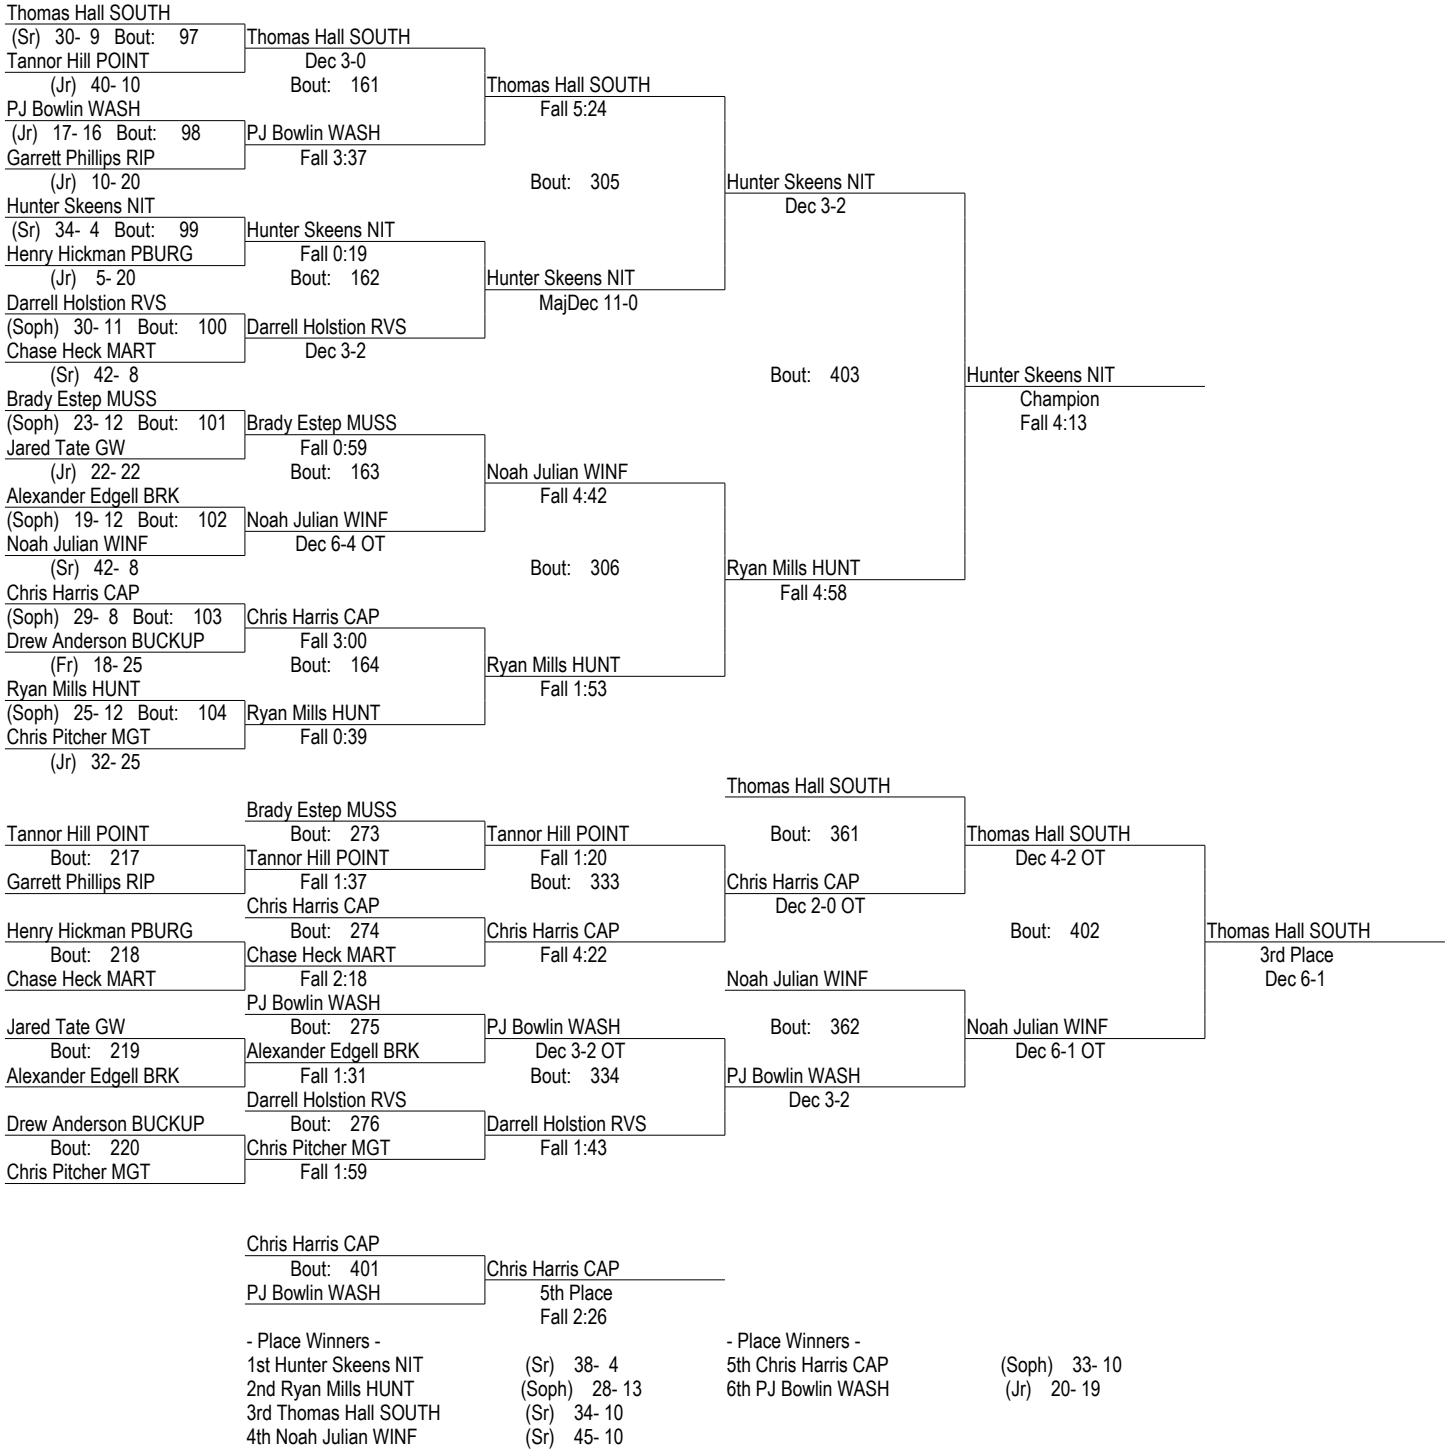 Thomas Hall SOUTH
(Sr) 30- 9 Bout: 97 Thomas Hall SOUTH
Tannor Hill POINT Dec 3-0
(Jr) 40- 10 Bout: 161 Thomas Hall SOUTH
PJ Bowlin WASH Fall 5:24
(Jr) 17- 16 Bout: 98 PJ Bowlin WASH
Garrett Phillips RIP Fall 3:37
(Jr) 10- 20 Bout: 305 Hunter Skeens NIT
Hunter Skeens NIT Dec 3-2
(Sr) 34- 4 Bout: 99 Hunter Skeens NIT
Henry Hickman PBURG Fall 0:19
(Jr) 5- 20 Bout: 162 Hunter Skeens NIT
Darrell Holstion RVS MajDec 11-0
(Soph) 30- 11 Bout: 100 Darrell Holstion RVS
Chase Heck MART Dec 3-2
(Sr) 42- 8 Bout: 403 Hunter Skeens NIT
Brady Estep MUSS Champion
(Soph) 23- 12 Bout: 101 Brady Estep MUSS Fall 4:13
Jared Tate GW Fall 0:59
(Jr) 22- 22 Bout: 163 Noah Julian WINF
Alexander Edgell BRK Fall 4:42
(Soph) 19- 12 Bout: 102 Noah Julian WINF
Noah Julian WINF Dec 6-4 OT
(Sr) 42- 8 Bout: 306 Ryan Mills HUNT
Chris Harris CAP Fall 4:58
(Soph) 29- 8 Bout: 103 Chris Harris CAP
Drew Anderson BUCKUP Fall 3:00
(Fr) 18- 25 Bout: 164 Ryan Mills HUNT
Ryan Mills HUNT Fall 1:53
(Soph) 25- 12 Bout: 104 Ryan Mills HUNT
Chris Pitcher MGT Fall 0:39
(Jr) 32- 25
Thomas Hall SOUTH
Brady Estep MUSS
Tannor Hill POINT Bout: 273 Tannor Hill POINT Bout: 361 Thomas Hall SOUTH
Bout: 217 Tannor Hill POINT Fall 1:20 Dec 4-2 OT
Garrett Phillips RIP Fall 1:37 Bout: 333 Chris Harris CAP
Chris Harris CAP Dec 2-0 OT
Henry Hickman PBURG Bout: 274 Chris Harris CAP Bout: 402 Thomas Hall SOUTH
Bout: 218 Chase Heck MART Fall 4:22 3rd Place
Chase Heck MART Fall 2:18 Noah Julian WINF Dec 6-1
PJ Bowlin WASH
Jared Tate GW Bout: 275 PJ Bowlin WASH Bout: 362 Noah Julian WINF
Bout: 219 Alexander Edgell BRK Dec 3-2 OT Dec 6-1 OT
Alexander Edgell BRK Fall 1:31 Bout: 334 PJ Bowlin WASH
Darrell Holstion RVS Dec 3-2
Drew Anderson BUCKUP Bout: 276 Darrell Holstion RVS
Bout: 220 Chris Pitcher MGT Fall 1:43
Chris Pitcher MGT Fall 1:59
Chris Harris CAP
Bout: 401 Chris Harris CAP
PJ Bowlin WASH 5th Place
Fall 2:26
- Place Winners - - Place Winners -
1st Hunter Skeens NIT (Sr) 38- 4 5th Chris Harris CAP (Soph) 33- 10
2nd Ryan Mills HUNT (Soph) 28- 13 6th PJ Bowlin WASH (Jr) 20- 19
3rd Thomas Hall SOUTH (Sr) 34- 10
4th Noah Julian WINF (Sr) 45- 10